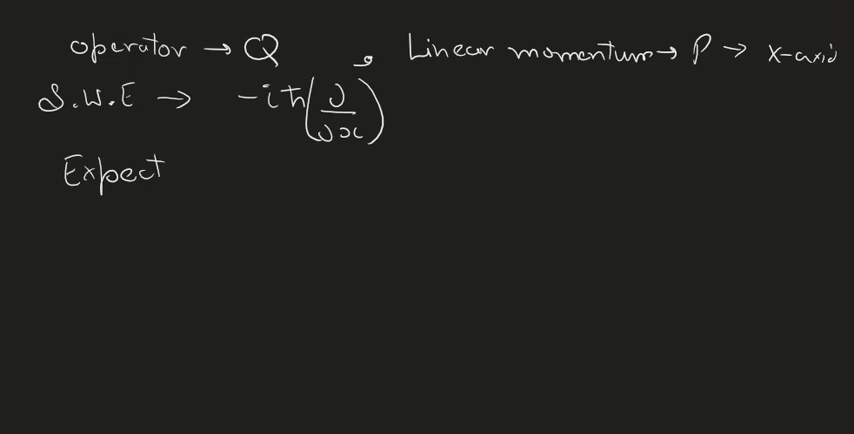 operator → Q Linear momentum → P → x-axis
S.W.E → -iħ(∂/∂x)
Expect